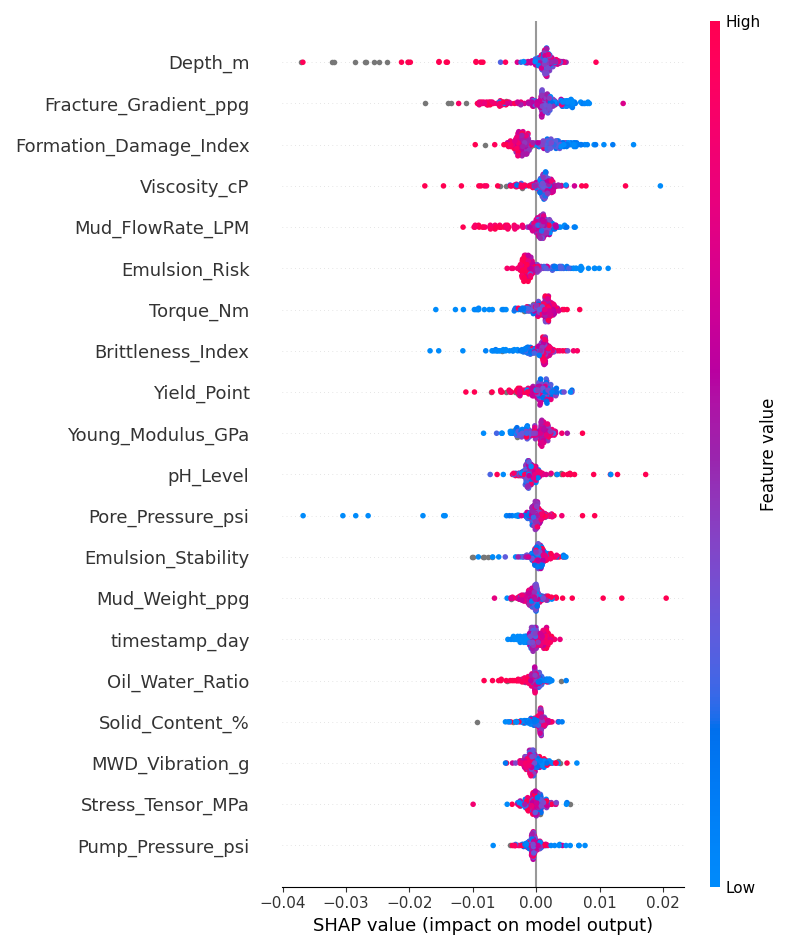 High
Depth_m
Fracture_Gradient_ppg
Formation_Damage_Index
Viscosity_cP
Mud_FlowRate_LPM
Emulsion_Risk
Torque_Nm
Brittleness_Index
Yield_Point
Young_Modulus_GPa
pH_Level
Pore_Pressure_psi
Emulsion_Stability
Mud_Weight_ppg
timestamp_day
Oil_Water_Ratio
Solid_Content_%
MWD_Vibration_g
Stress_Tensor_MPa
Pump_Pressure_psi
Feature value
Low
−0.04 −0.03 −0.02 −0.01 0.00 0.01 0.02
SHAP value (impact on model output)